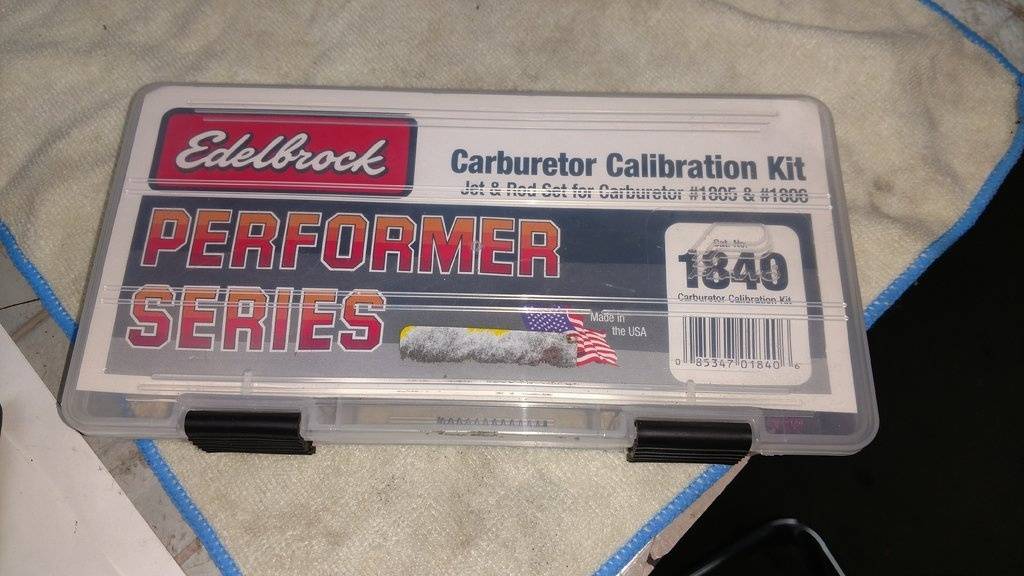 Edelbrock
Carburetor Calibration Kit
Jet & Rod Set for Carburetor #1805 & #1806
PERFORMER
SERIES
Cat. No.
1840
Carburetor Calibration Kit
Made in
the USA
0 85347 01840 6